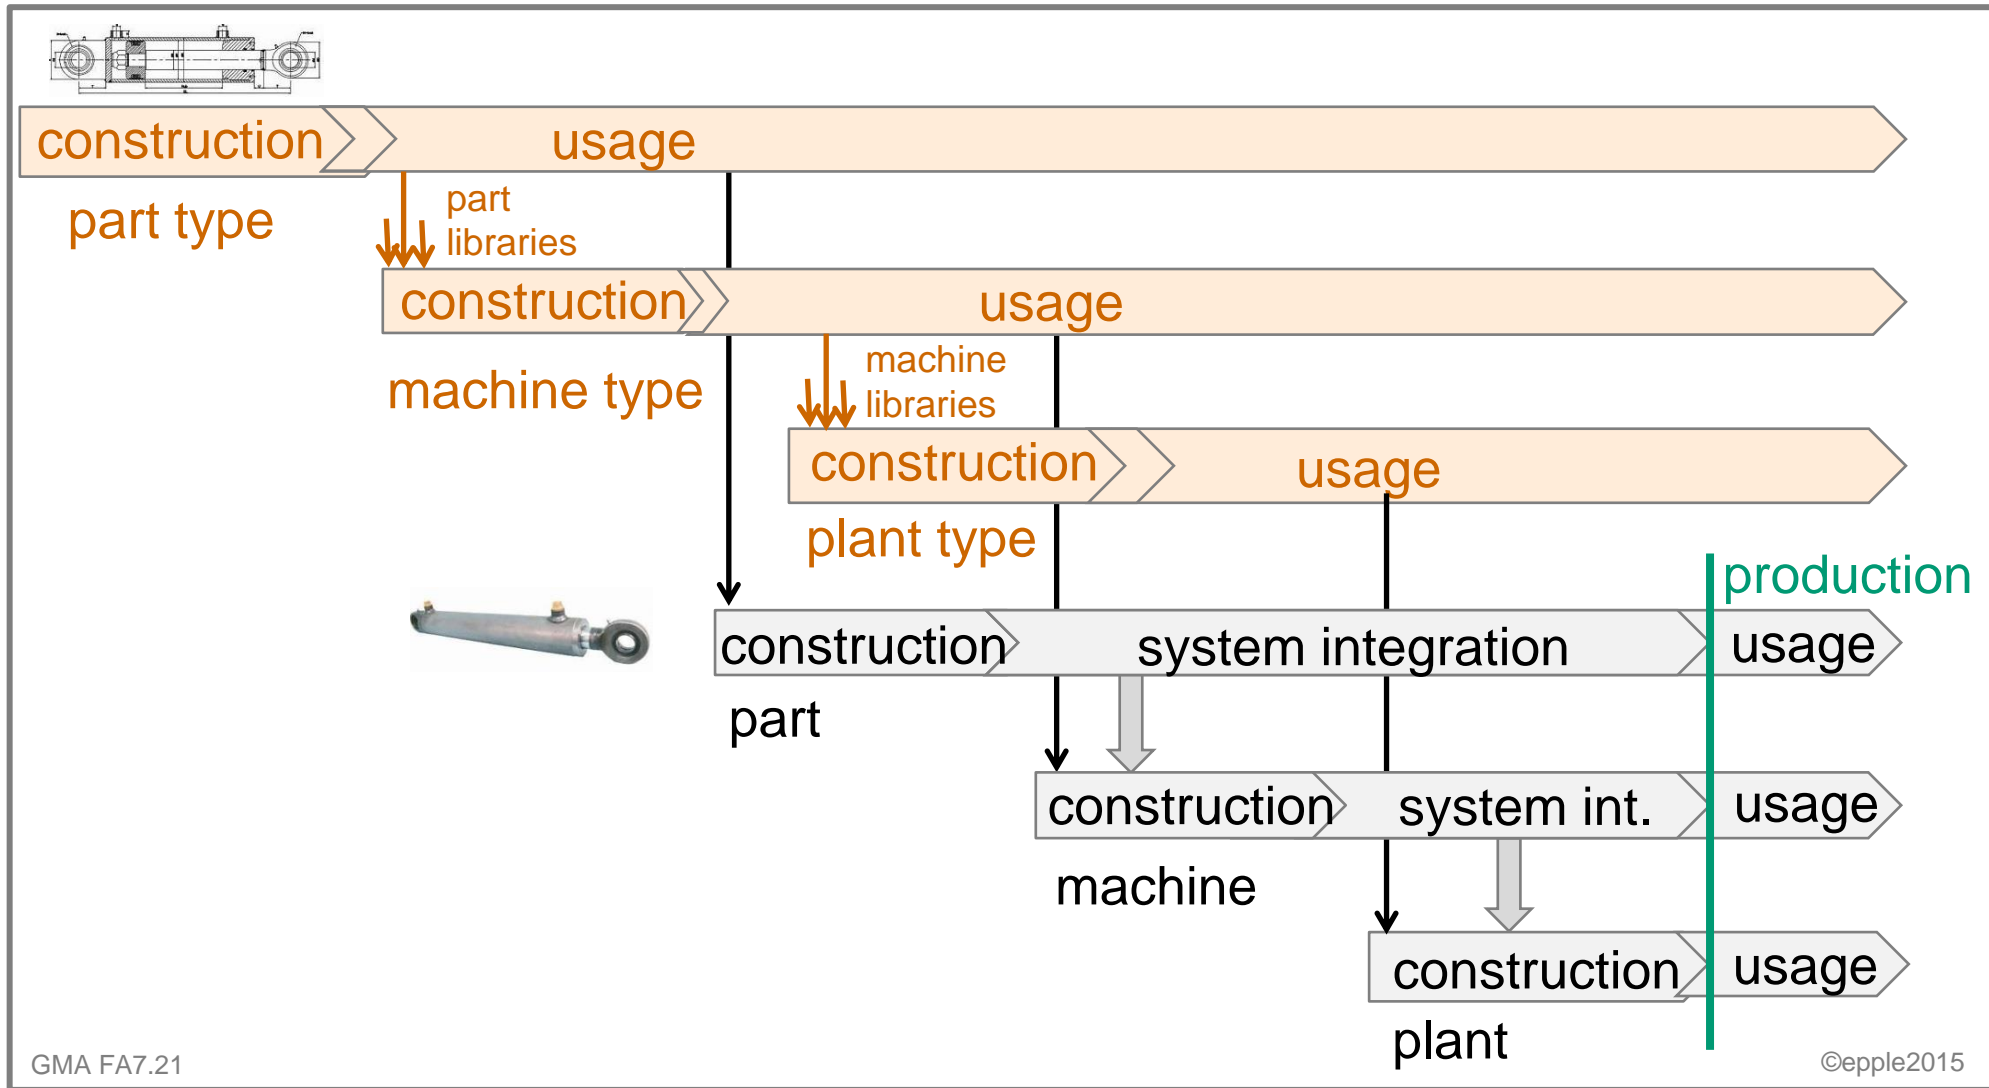 construction usage
part type
part
libraries
construction usage
machine type
machine
libraries
construction usage
plant type
production
construction system integration usage
part
construction system int. usage
machine
construction usage
plant
GMA FA7.21
©epple2015